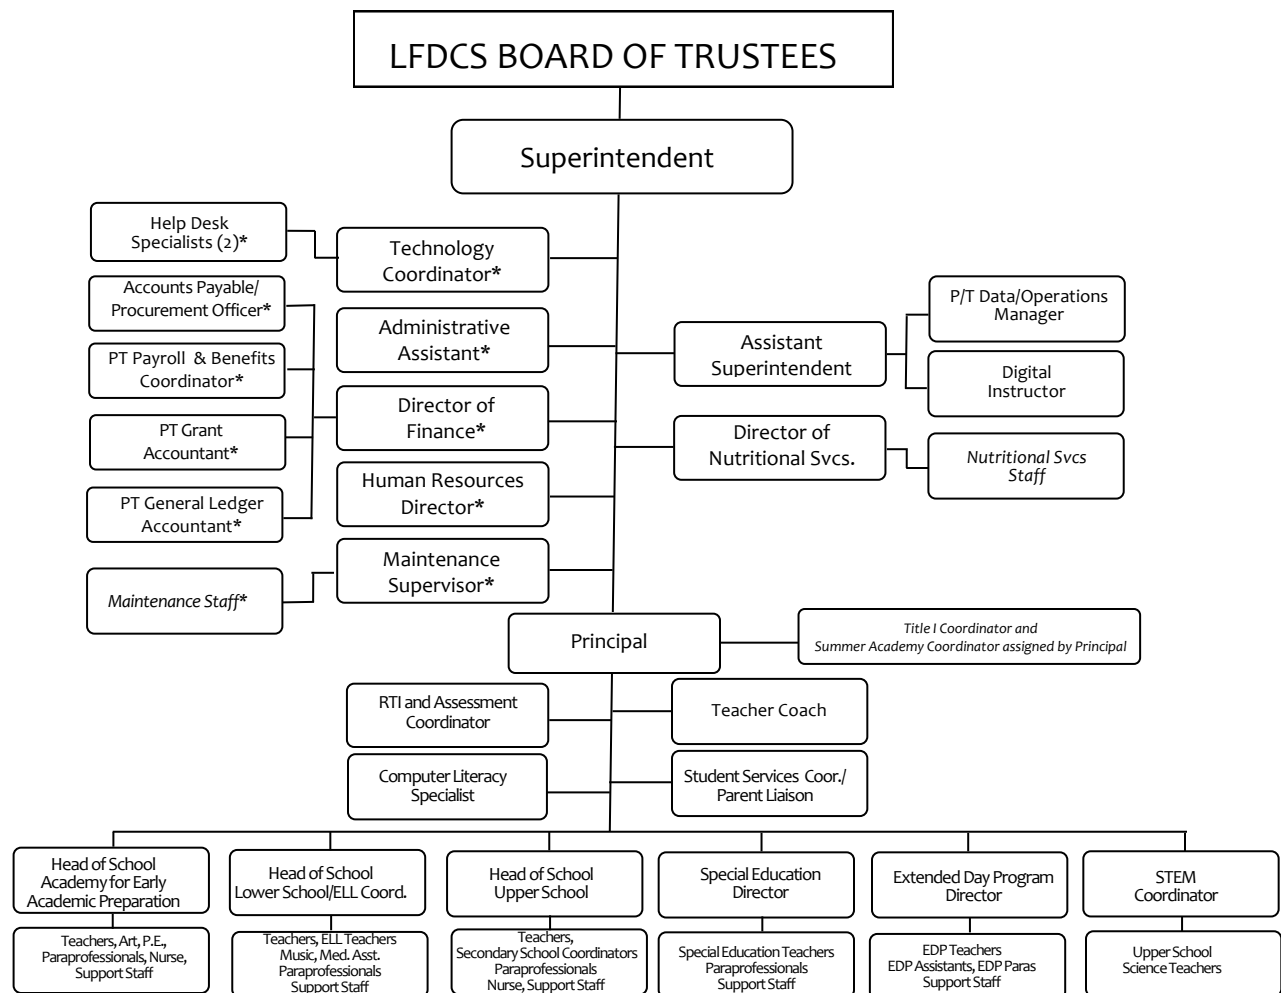 LFDCS BOARD OF TRUSTEES
Superintendent
Help Desk
Specialists (2)*
Technology
Coordinator*
Accounts Payable/
Procurement Officer*
Administrative
Assistant*
PT Payroll & Benefits
Coordinator*
Director of
Finance*
PT Grant
Accountant*
Human Resources
Director*
PT General Ledger
Accountant*
Maintenance
Supervisor*
Maintenance Staff*
P/T Data/Operations
Manager
Assistant
Superintendent
Digital
Instructor
Director of
Nutritional Svcs.
Nutritional Svcs
Staff
Principal
Title I Coordinator and
Summer Academy Coordinator assigned by Principal
RTI and Assessment
Coordinator
Teacher Coach
Computer Literacy
Specialist
Student Services Coor./
Parent Liaison
Head of School
Academy for Early
Academic Preparation
Head of School
Lower School/ELL Coord.
Head of School
Upper School
Special Education
Director
Extended Day Program
Director
STEM
Coordinator
Teachers, Art, P.E.,
Paraprofessionals, Nurse,
Support Staff
Teachers, ELL Teachers
Music, Med. Asst.
Paraprofessionals
Support Staff
Teachers,
Secondary School Coordinators
Paraprofessionals
Nurse, Support Staff
Special Education Teachers
Paraprofessionals
Support Staff
EDP Teachers
EDP Assistants, EDP Paras
Support Staff
Upper School
Science Teachers